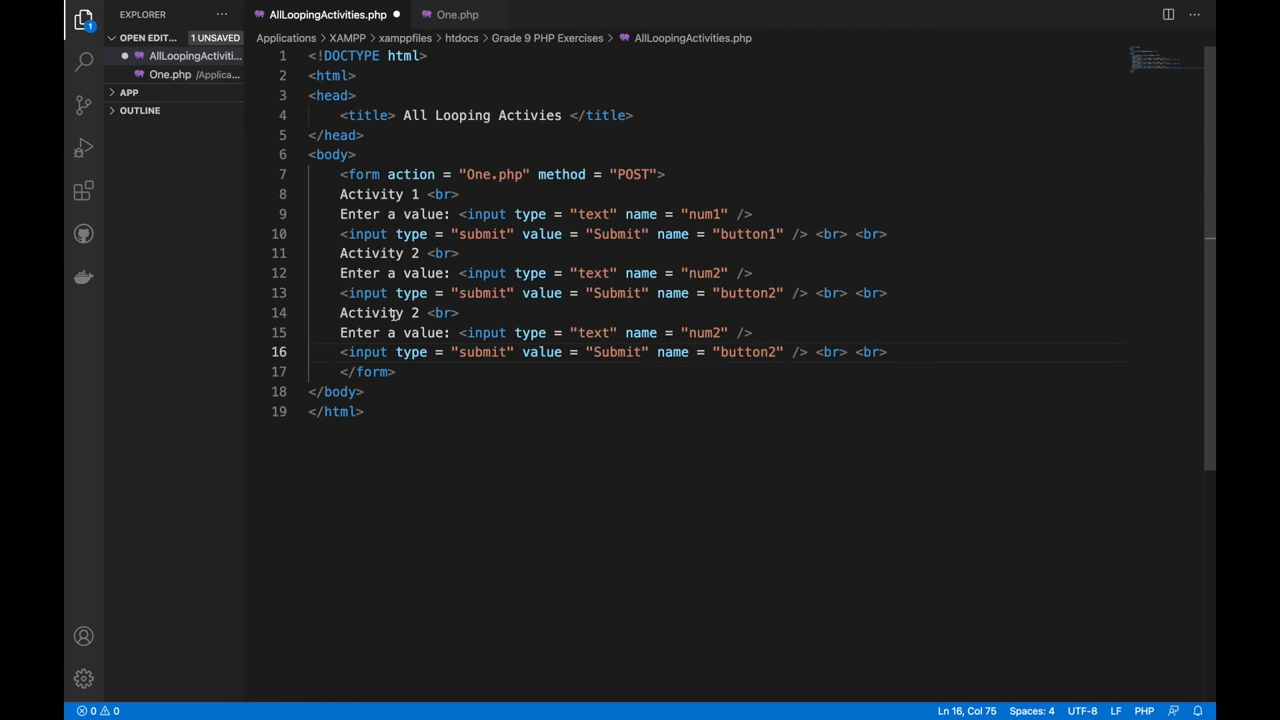 EXPLORER
···
AllLoopingActivities.php
One.php
···
1
OPEN EDIT...
1 UNSAVED
Applications > XAMPP > xamppfiles > htdocs > Grade 9 PHP Exercises > AllLoopingActivities.php
AllLoopingActiviti...
One.php /Applica...
APP
OUTLINE
1 <!DOCTYPE html>
2 <html>
3 <head>
4 <title> All Looping Activies </title>
5 </head>
6 <body>
7 <form action = "One.php" method = "POST">
8 Activity 1 <br>
9 Enter a value: <input type = "text" name = "num1" />
10 <input type = "submit" value = "Submit" name = "button1" /> <br> <br>
11 Activity 2 <br>
12 Enter a value: <input type = "text" name = "num2" />
13 <input type = "submit" value = "Submit" name = "button2" /> <br> <br>
14 Activity 2 <br>
15 Enter a value: <input type = "text" name = "num2" />
16 <input type = "submit" value = "Submit" name = "button2" /> <br> <br>
17 </form>
18 </body>
19 </html>
0 0
Ln 16, Col 75
Spaces: 4
UTF-8
LF
PHP